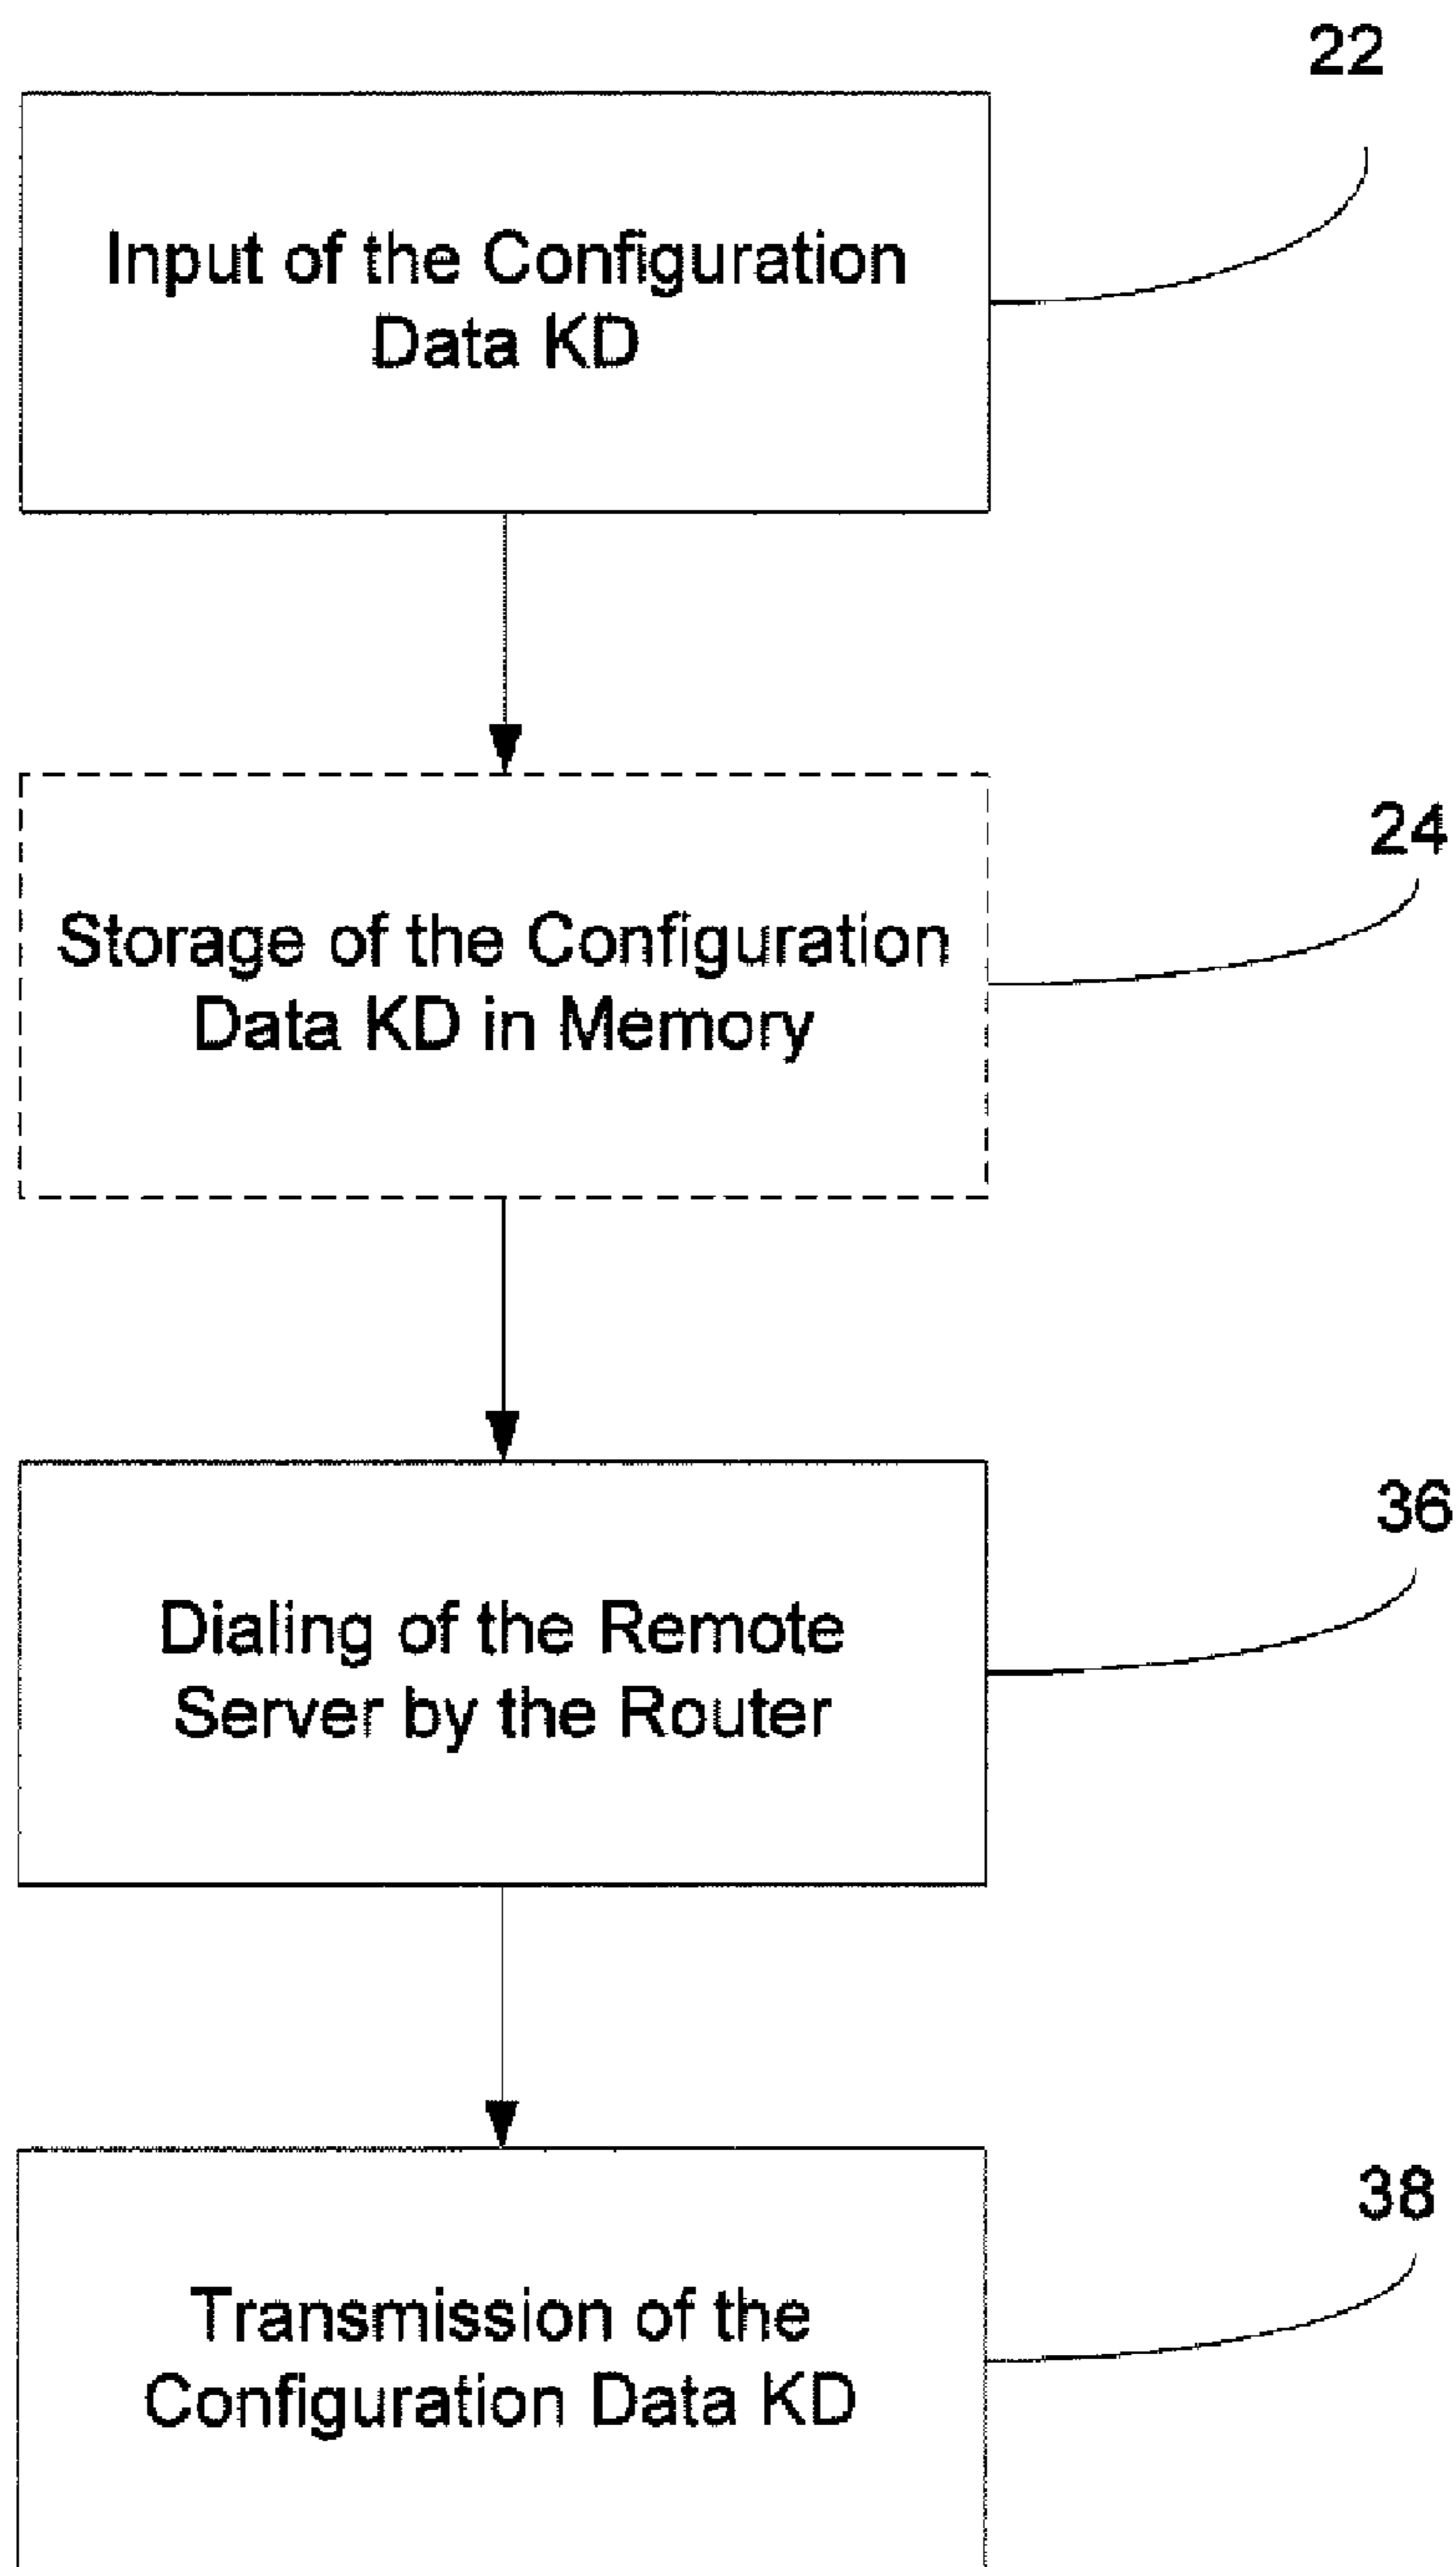 22
Input of the Configuration
Data KD
24
Storage of the Configuration
Data KD in Memory
36
Dialing of the Remote
Server by the Router
38
Transmission of the
Configuration Data KD